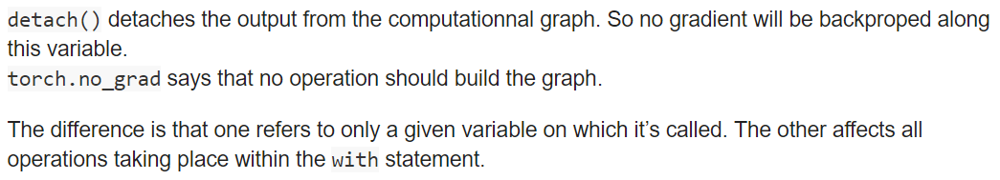 detach() detaches the output from the computationnal graph. So no gradient will be backproped along
this variable.
torch.no_grad says that no operation should build the graph.
The difference is that one refers to only a given variable on which it’s called. The other affects all
operations taking place within the with statement.